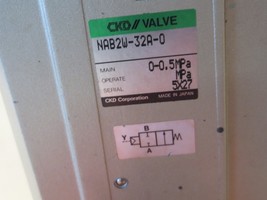 CKD// VALVE
NAB2W-32A-0
MAIN 0-0.5MPa
OPERATE MPa
SERIAL 5X27
CKD Corporation MADE IN JAPAN
B
Y
A